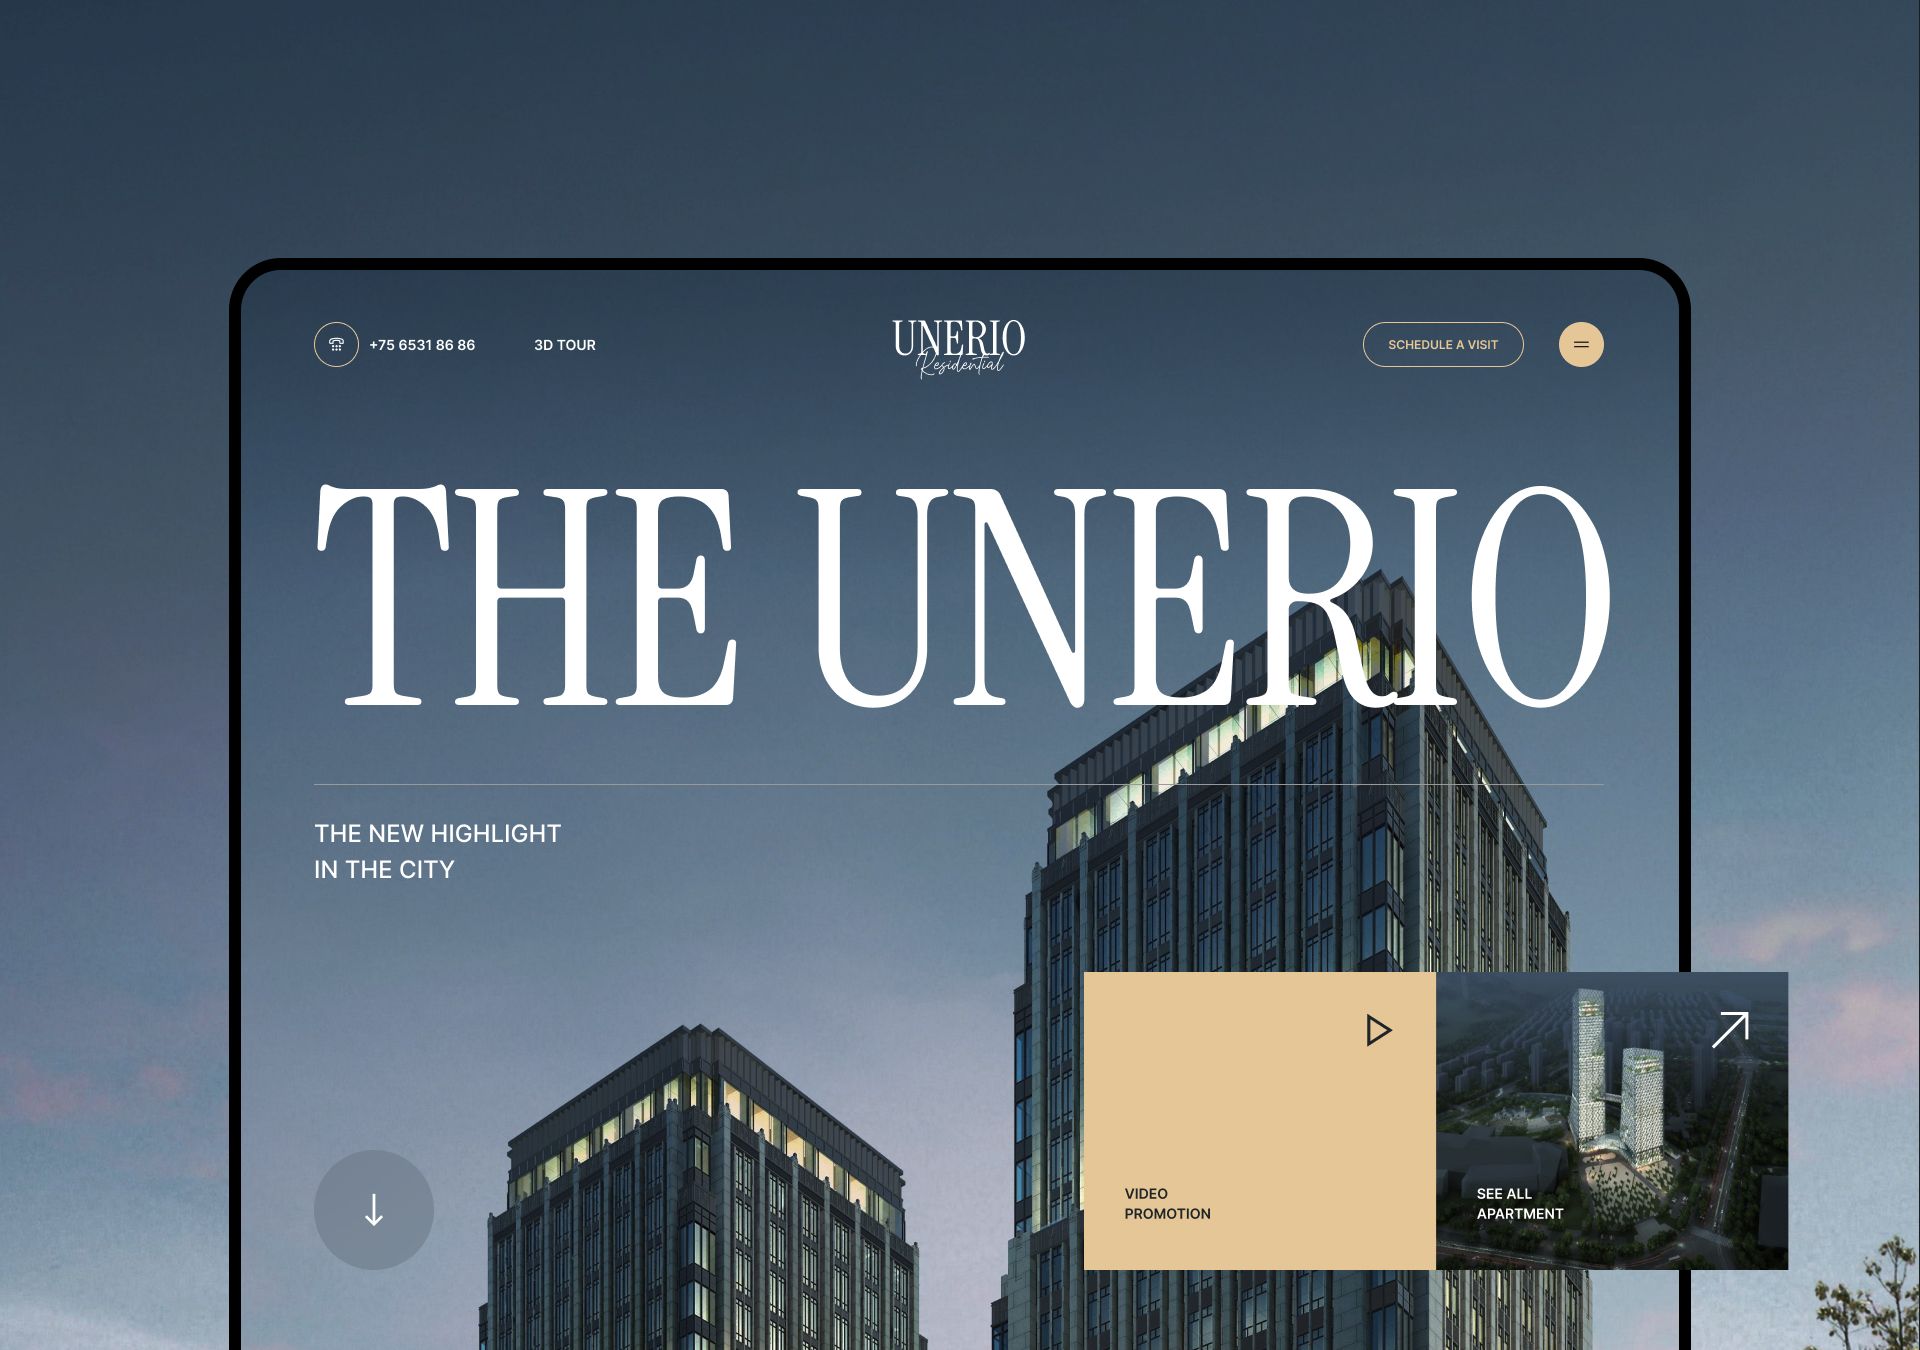 +75 6531 86 86
3D TOUR
UNERIO
Residential
SCHEDULE A VISIT
THE UNERIO
THE NEW HIGHLIGHT
IN THE CITY
VIDEO
PROMOTION
SEE ALL
APARTMENT